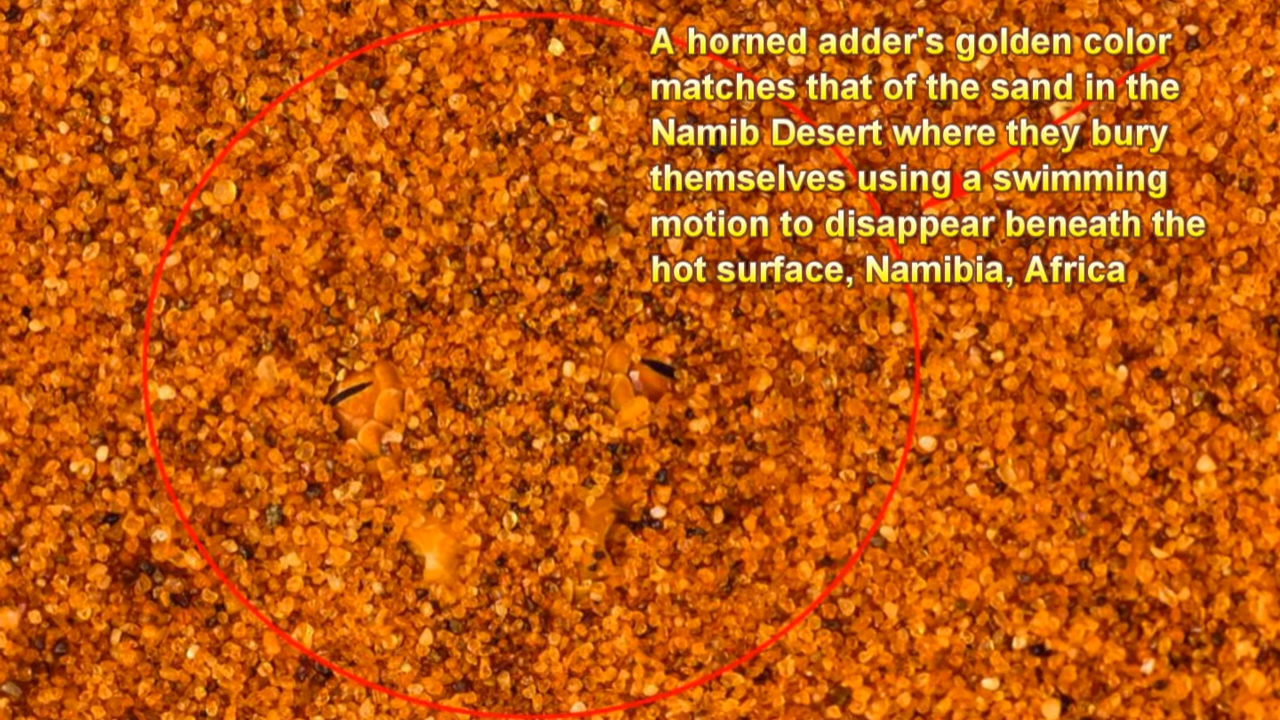 A horned adder's golden color
matches that of the sand in the
Namib Desert where they bury
themselves using a swimming
motion to disappear beneath the
hot surface, Namibia, Africa